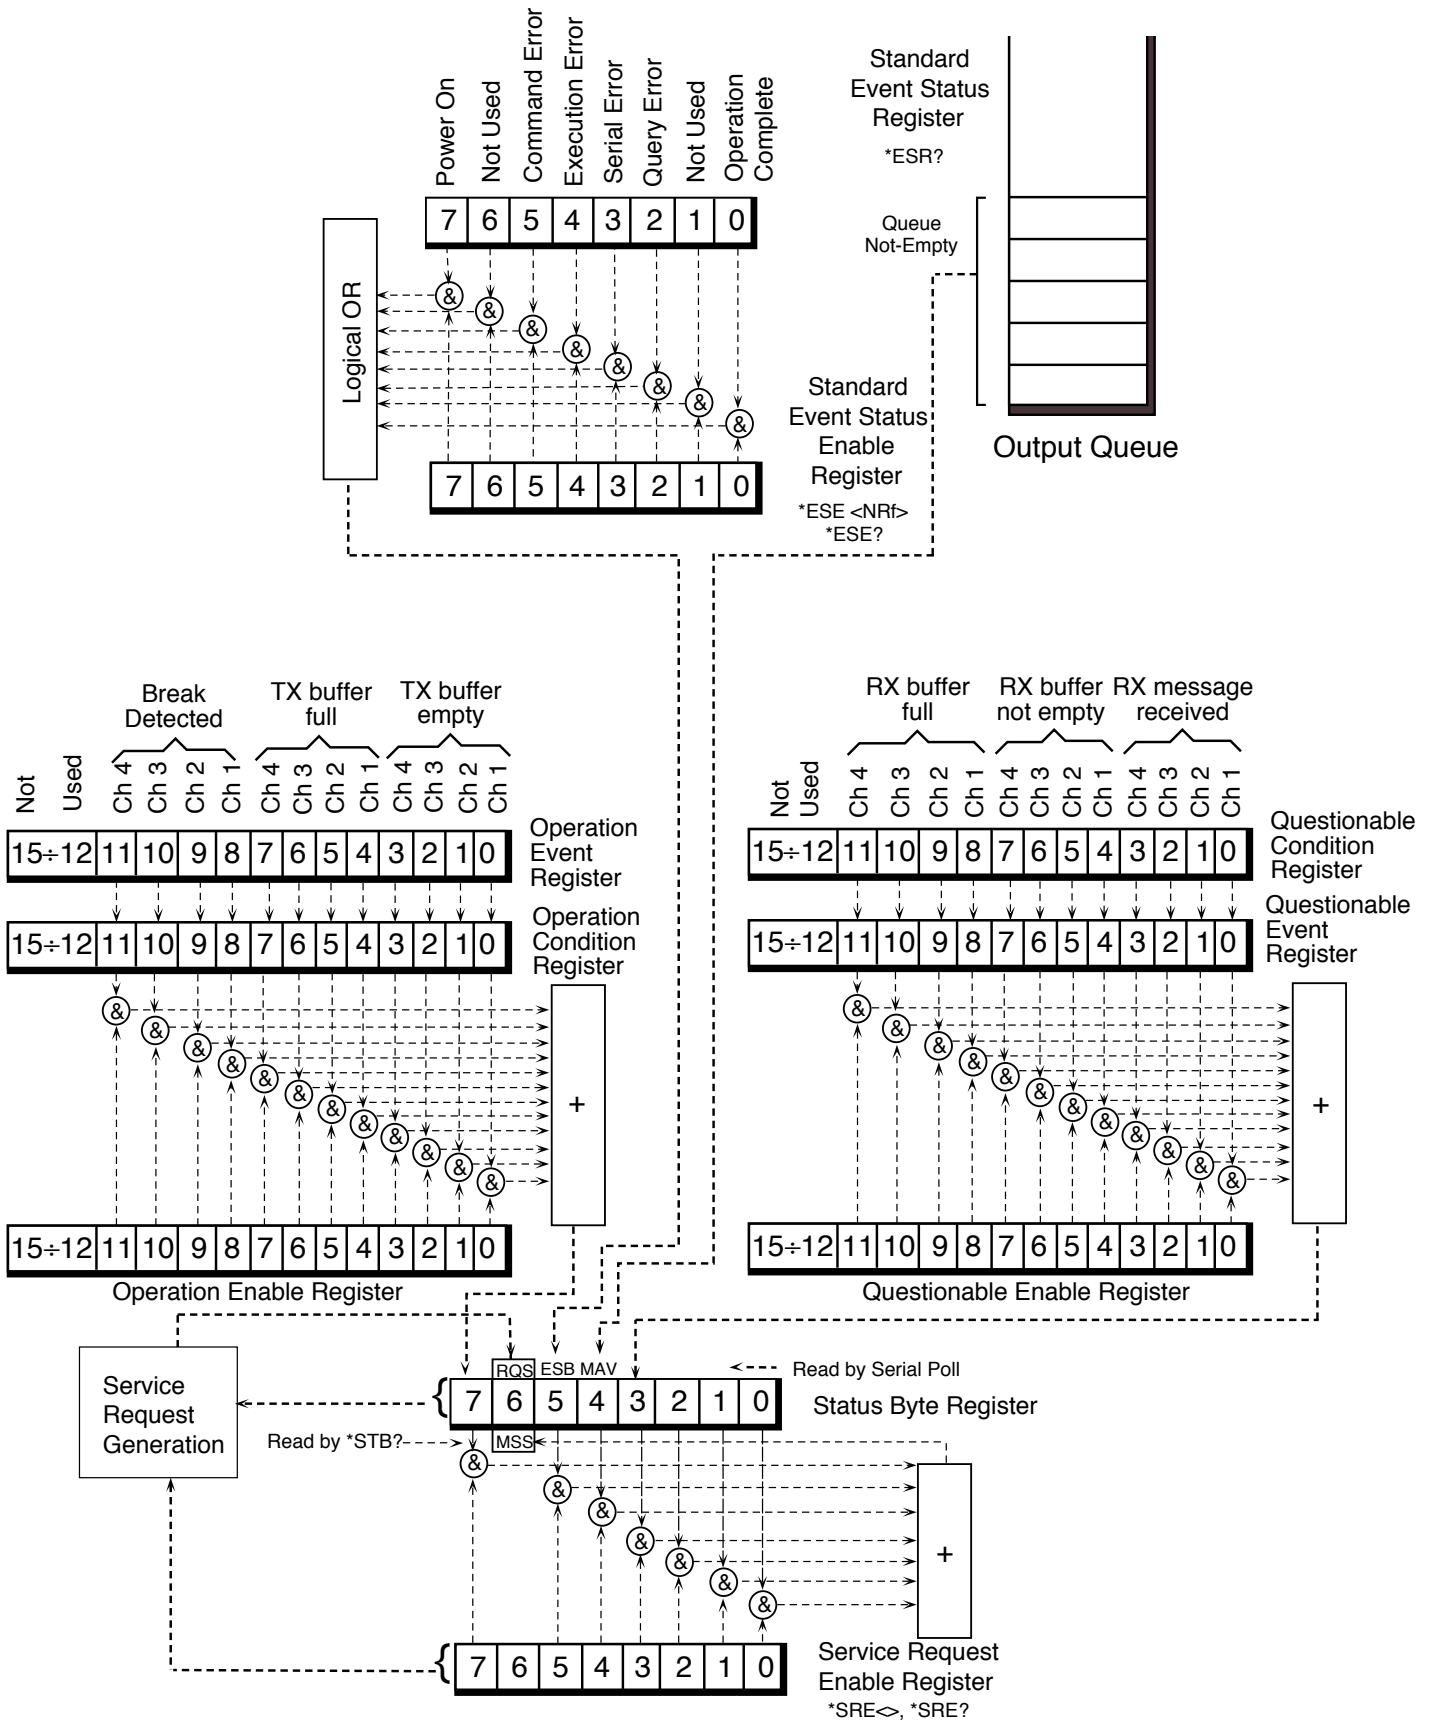 Power On
Not Used
Command Error
Execution Error
Serial Error
Query Error
Not Used
Operation
Complete
7 6 5 4 3 2 1 0
Logical OR
& & & & & & & &
7 6 5 4 3 2 1 0
Standard
Event Status
Register
*ESR?
Queue
Not-Empty
Output Queue
Standard
Event Status
Enable
Register
*ESE <NRf>
*ESE?
Break
Detected
TX buffer
full
TX buffer
empty
Not
Used
Ch 4
Ch 3
Ch 2
Ch 1
Ch 4
Ch 3
Ch 2
Ch 1
Ch 4
Ch 3
Ch 2
Ch 1
15÷12 11 10 9 8 7 6 5 4 3 2 1 0
Operation
Event
Register
15÷12 11 10 9 8 7 6 5 4 3 2 1 0
Operation
Condition
Register
& & & & & & & & & & & &
+
15÷12 11 10 9 8 7 6 5 4 3 2 1 0
Operation Enable Register
RX buffer
full
RX buffer
not empty
RX message
received
Not
Used
Ch 4
Ch 3
Ch 2
Ch 1
Ch 4
Ch 3
Ch 2
Ch 1
Ch 4
Ch 3
Ch 2
Ch 1
15÷12 11 10 9 8 7 6 5 4 3 2 1 0
Questionable
Condition
Register
15÷12 11 10 9 8 7 6 5 4 3 2 1 0
Questionable
Event
Register
& & & & & & & & & & & &
+
15÷12 11 10 9 8 7 6 5 4 3 2 1 0
Questionable Enable Register
Service
Request
Generation
RQS ESB MAV
Read by Serial Poll
{ 7 6 5 4 3 2 1 0
Status Byte Register
Read by *STB?
MSS
& & & & & & &
+
{ 7 6 5 4 3 2 1 0
Service Request
Enable Register
*SRE<>, *SRE?